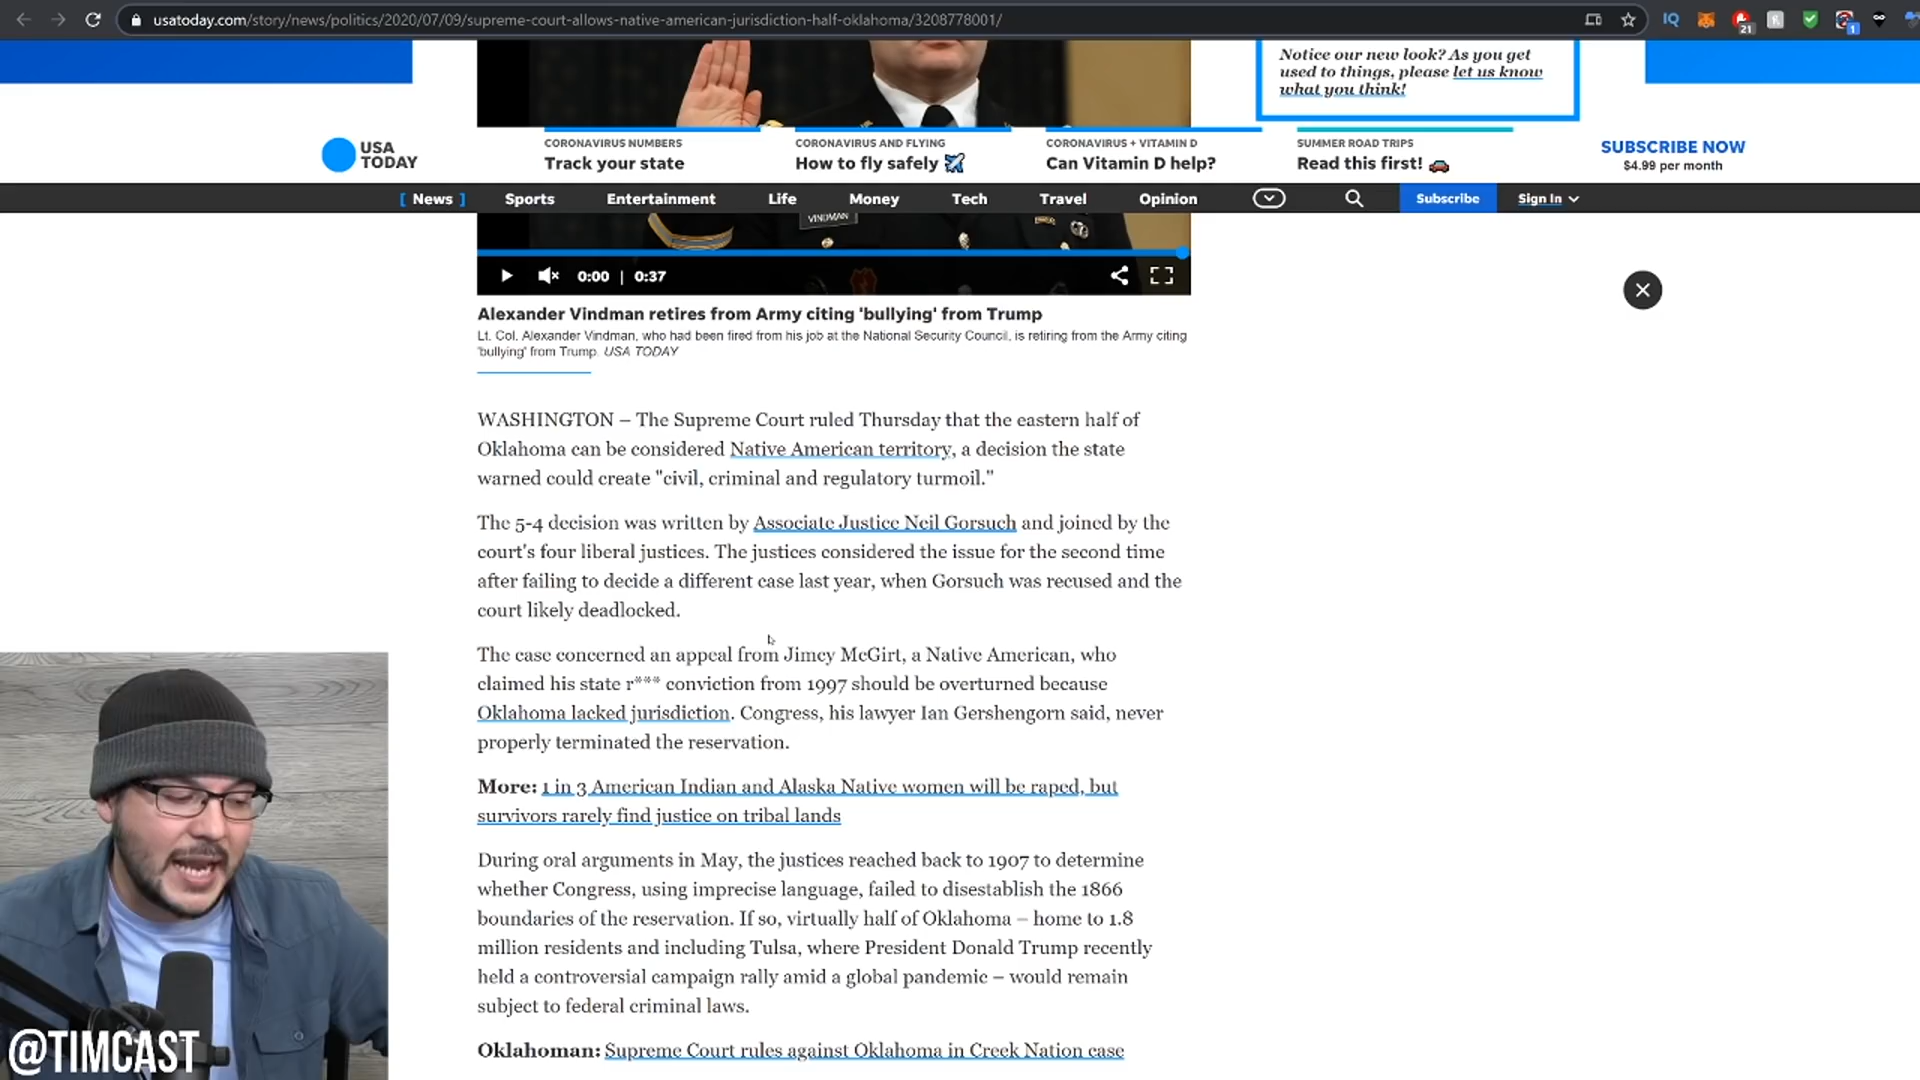 usatoday.com/story/news/politics/2020/07/09/supreme-court-allows-native-american-jurisdiction-half-oklahoma/3208778001/
IQ
21
1
Notice our new look? As you get
used to things, please let us know
what you think!
USA
TODAY
CORONAVIRUS NUMBERS
Track your state
CORONAVIRUS AND FLYING
How to fly safely
CORONAVIRUS + VITAMIN D
Can Vitamin D help?
SUMMER ROAD TRIPS
Read this first!
SUBSCRIBE NOW
$4.99 per month
[ News ] Sports Entertainment Life Money Tech Travel Opinion Subscribe Sign In
VINDMAN
0:00 | 0:37
Alexander Vindman retires from Army citing 'bullying' from Trump
Lt. Col. Alexander Vindman, who had been fired from his job at the National Security Council, is retiring from the Army citing
'bullying' from Trump. USA TODAY
WASHINGTON – The Supreme Court ruled Thursday that the eastern half of
Oklahoma can be considered Native American territory, a decision the state
warned could create "civil, criminal and regulatory turmoil."
The 5-4 decision was written by Associate Justice Neil Gorsuch and joined by the
court's four liberal justices. The justices considered the issue for the second time
after failing to decide a different case last year, when Gorsuch was recused and the
court likely deadlocked.
The case concerned an appeal from Jimcy McGirt, a Native American, who
claimed his state r*** conviction from 1997 should be overturned because
Oklahoma lacked jurisdiction. Congress, his lawyer Ian Gershengorn said, never
properly terminated the reservation.
More: 1 in 3 American Indian and Alaska Native women will be raped, but
survivors rarely find justice on tribal lands
During oral arguments in May, the justices reached back to 1907 to determine
whether Congress, using imprecise language, failed to disestablish the 1866
boundaries of the reservation. If so, virtually half of Oklahoma – home to 1.8
million residents and including Tulsa, where President Donald Trump recently
held a controversial campaign rally amid a global pandemic – would remain
subject to federal criminal laws.
Oklahoman: Supreme Court rules against Oklahoma in Creek Nation case
@TIMCAST